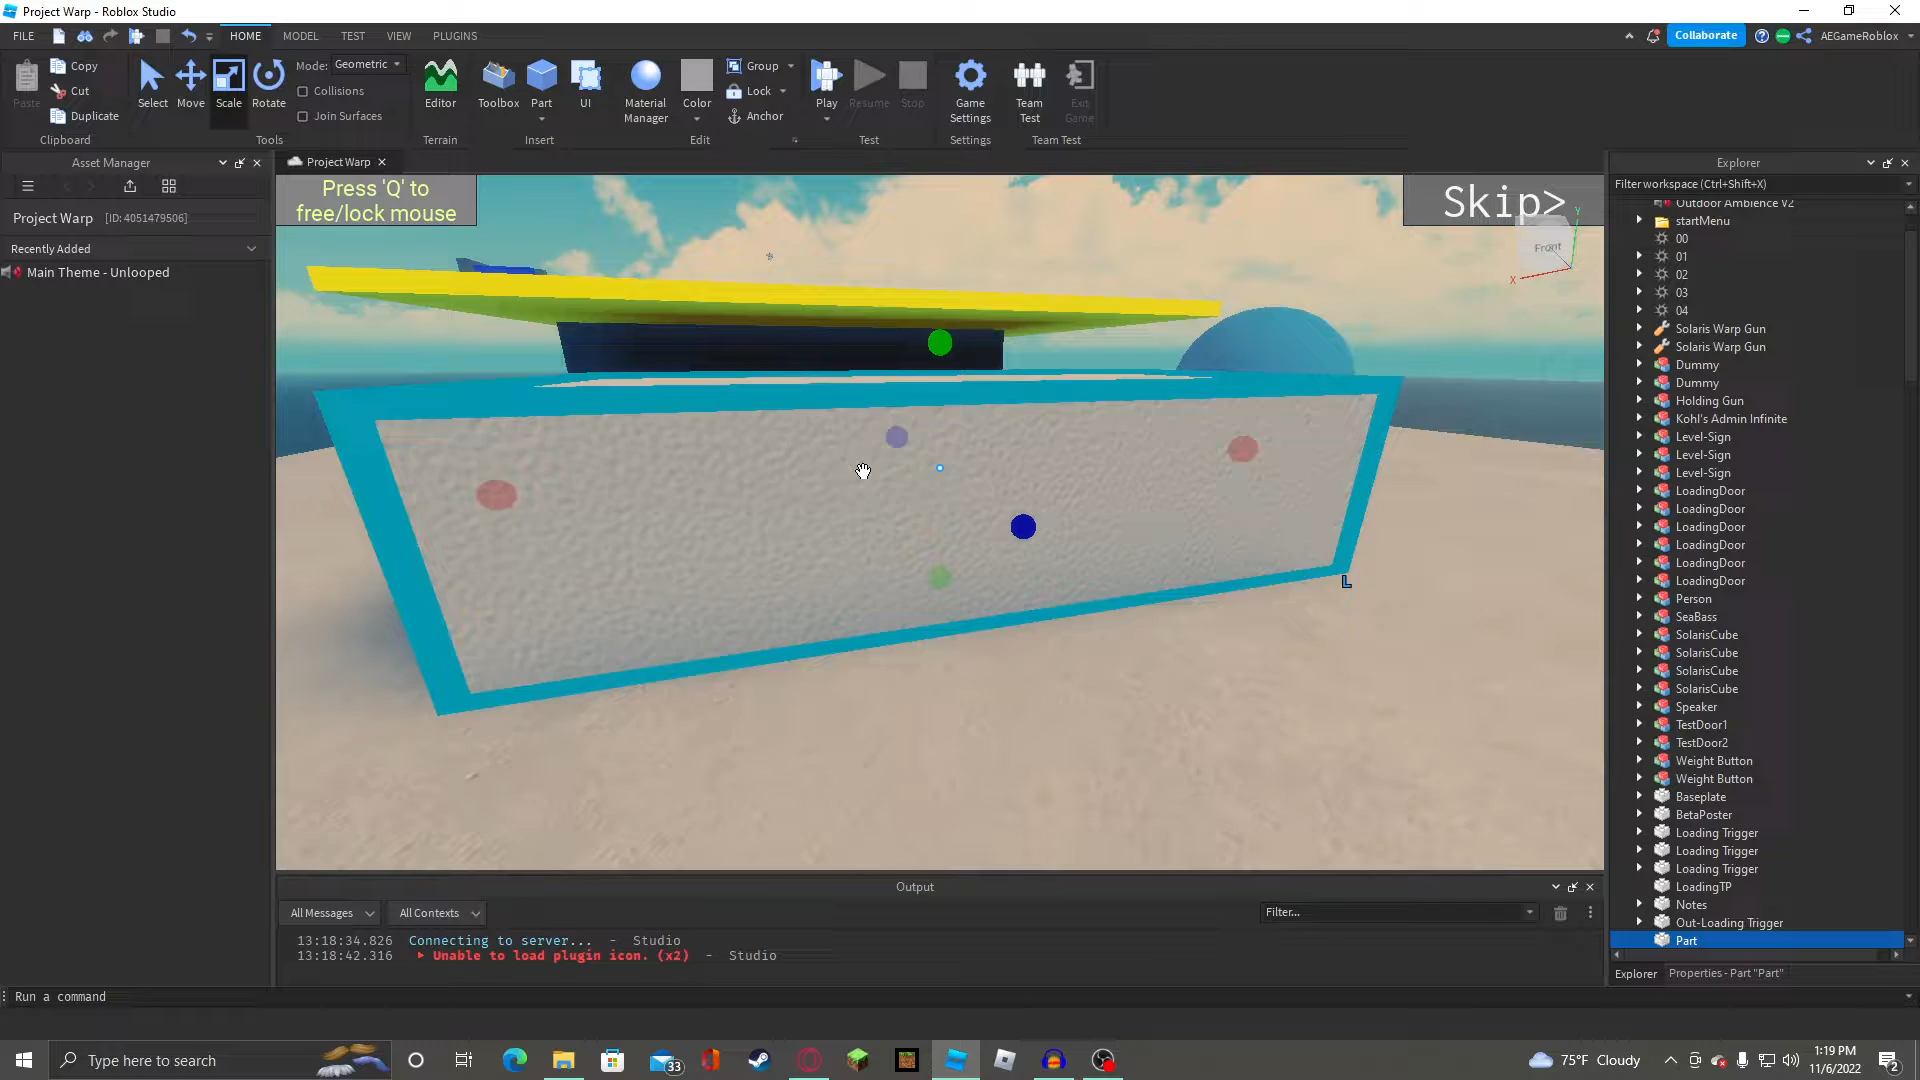 Project Warp - Roblox Studio
FILE HOME MODEL TEST VIEW PLUGINS Collaborate AEGameRoblox
Paste
Copy
Cut
Duplicate
Clipboard
Select Move Scale Rotate
Mode: Geometric
Collisions
Join Surfaces
Tools
Editor
Terrain
Toolbox Part UI
Insert
Material Manager
Color
Group
Lock
Anchor
Edit
Play Resume Stop
Test
Game Settings
Settings
Team Test
Exit Game
Team Test
Asset Manager
Project Warp [ID: 4051479506]
Recently Added
Main Theme - Unlooped
Project Warp
Press 'Q' to
free/lock mouse
Skip>
Front
Y
X
L
Explorer
Filter workspace (Ctrl+Shift+X)
Outdoor Ambience V2
startMenu
00
01
02
03
04
Solaris Warp Gun
Solaris Warp Gun
Dummy
Dummy
Holding Gun
Kohl's Admin Infinite
Level-Sign
Level-Sign
Level-Sign
LoadingDoor
LoadingDoor
LoadingDoor
LoadingDoor
LoadingDoor
LoadingDoor
Person
SeaBass
SolarisCube
SolarisCube
SolarisCube
SolarisCube
Speaker
TestDoor1
TestDoor2
Weight Button
Weight Button
Baseplate
BetaPoster
Loading Trigger
Loading Trigger
Loading Trigger
LoadingTP
Notes
Out-Loading Trigger
Part
Explorer Properties - Part "Part"
Output
All Messages All Contexts Filter...
13:18:34.826 Connecting to server... - Studio
13:18:42.316 Unable to load plugin icon. (x2) - Studio
Run a command
Type here to search
33
75°F Cloudy
1:19 PM
11/6/2022
2